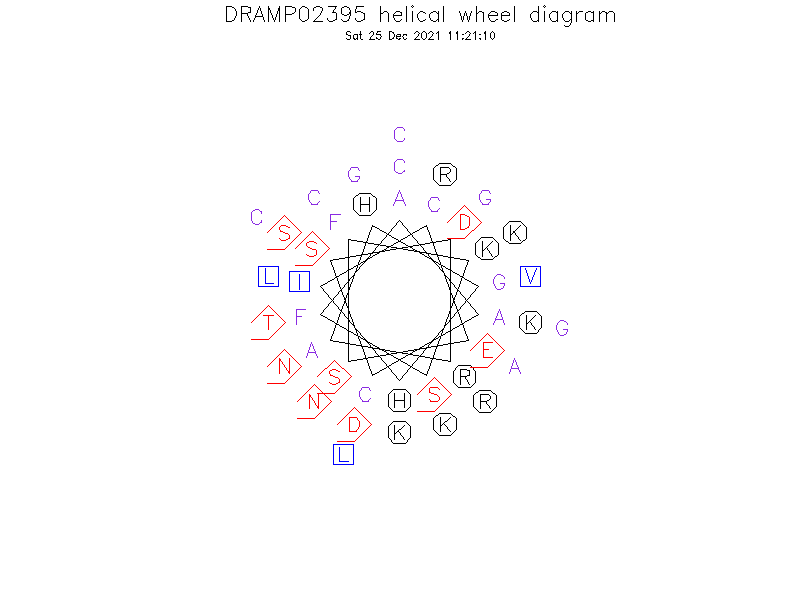 DRAMP02395 helical wheel diagram
Sat 25 Dec 2021 11:21:10
C
C
G R
C H A C G
C F D
S S K K
L I G V
T F A K G
A E
N S R A
N C H S R
D K K
L